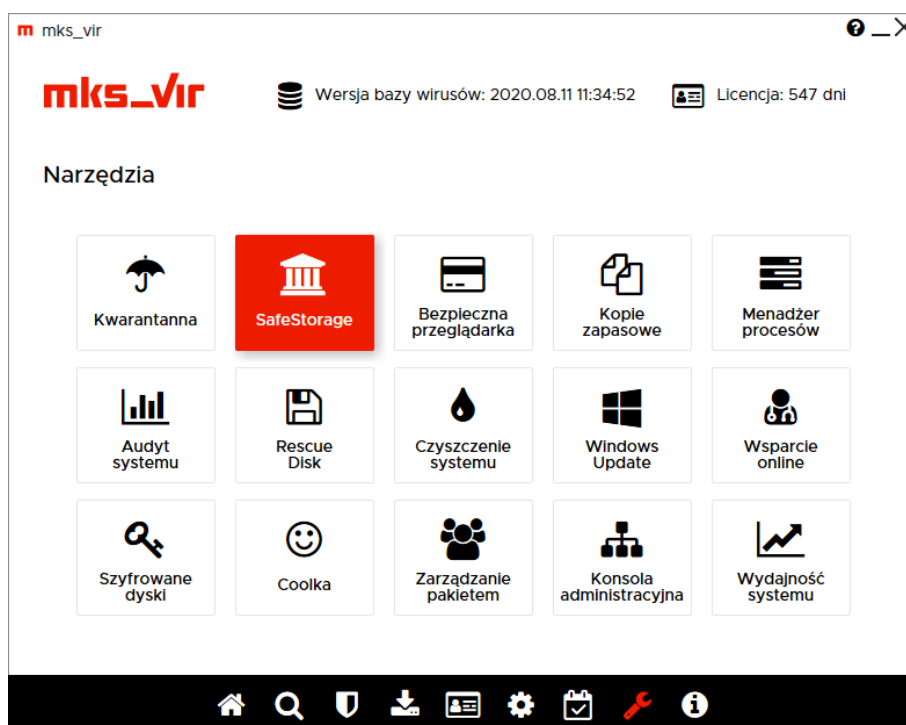 mks_vir
mks_vir
Wersja bazy wirusów: 2020.08.11 11:34:52
Licencja: 547 dni
Narzędzia
Kwarantanna
SafeStorage
Bezpieczna
przeglądarka
Kopie
zapasowe
Menadżer
procesów
Audyt
systemu
Rescue
Disk
Czyszczenie
systemu
Windows
Update
Wsparcie
online
Szyfrowane
dyski
Coolka
Zarządzanie
pakietem
Konsola
administracyjna
Wydajność
systemu